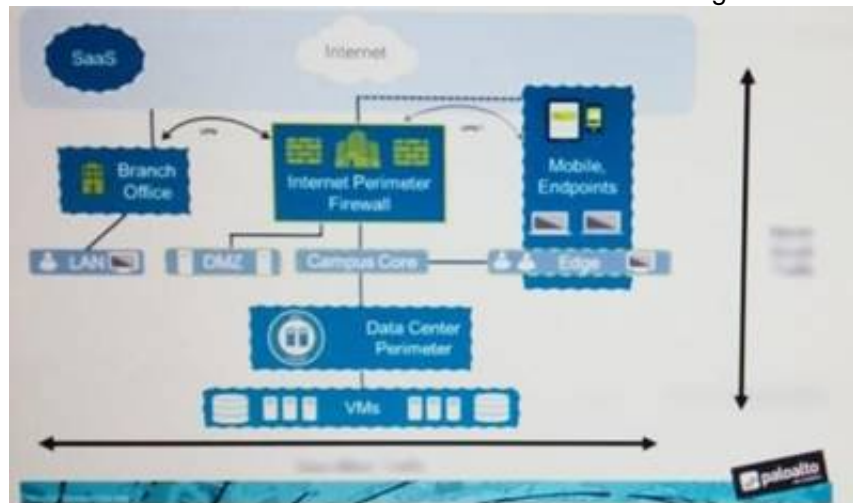 SaaS
Internet
Branch
Office
Internet Perimeter
Firewall
Mobile,
Endpoints
LAN
DMZ
Campus Core
Edge
Data Center
Perimeter
VMs
paloalto